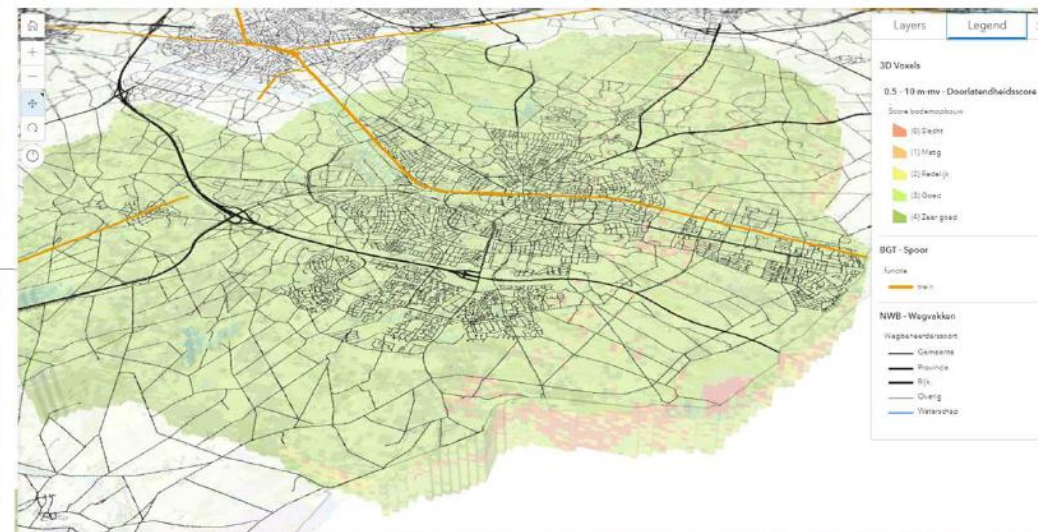 Layers Legend
3D Voxels
0.5 - 10 m-mv - Doorlatendheidsscore
Score bodemopbouw
(0) Slecht
(1) Matig
(2) Redelijk
(3) Goed
(4) Zeer goed
BGT - Spoor
functie
trein
NWB - Wegvakken
Wegbeheerderssoort
Gemeente
Provincie
Rijk
Overig
Waterschap